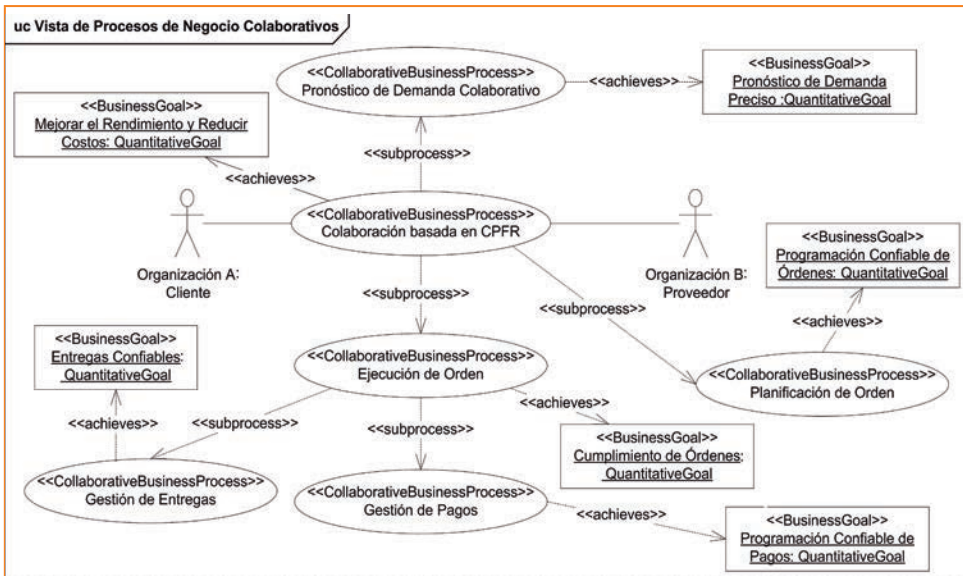 uc Vista de Procesos de Negocio Colaborativos
<<CollaborativeBusinessProcess>>
Pronóstico de Demanda Colaborativo
<<achieves>>
<<BusinessGoal>>
Pronóstico de Demanda
Preciso :QuantitativeGoal
<<BusinessGoal>>
Mejorar el Rendimiento y Reducir
Costos: QuantitativeGoal
<<subprocess>>
<<achieves>>
<<CollaborativeBusinessProcess>>
Colaboración basada en CPFR
Organización A:
Cliente
Organización B:
Proveedor
<<BusinessGoal>>
Programación Confiable de
Órdenes: QuantitativeGoal
<<subprocess>>
<<subprocess>>
<<achieves>>
<<BusinessGoal>>
Entregas Confiables:
QuantitativeGoal
<<CollaborativeBusinessProcess>>
Ejecución de Orden
<<CollaborativeBusinessProcess>>
Planificación de Orden
<<achieves>>
<<subprocess>>
<<subprocess>>
<<achieves>>
<<BusinessGoal>>
Cumplimiento de Órdenes:
QuantitativeGoal
<<CollaborativeBusinessProcess>>
Gestión de Entregas
<<CollaborativeBusinessProcess>>
Gestión de Pagos
<<achieves>>
<<BusinessGoal>>
Programación Confiable de
Pagos: QuantitativeGoal